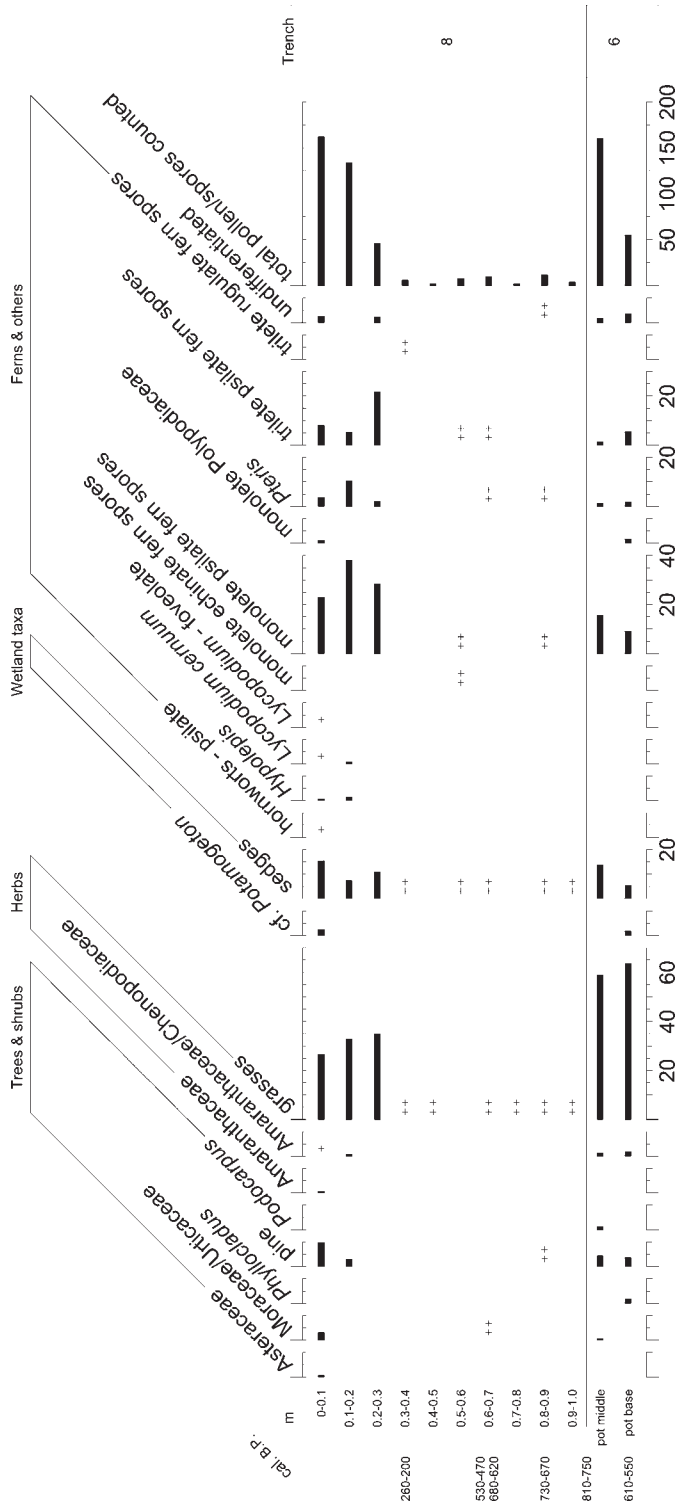 Trees & shrubs
Herbs
Wetland taxa
Ferns & others
Asteraceae
Moraceae/Urticaceae
Phyllocladus
pine
Podocarpus
Amaranthaceae
Amaranthaceae/Chenopodiaceae
grasses
cf. Potamogeton
sedges
hornworts - psilate
Hypolepis
Lycopodium cernuum
Lycopodium - foveolate
monolete echinate fern spores
monolete psilate fern spores
monolete Polypodiaceae
Pteris
trilete psilate fern spores
trilete rugulate fern spores
undifferentiated
total pollen/spores counted
Trench
cal. B.P.
m
0-0.1 +  + + +
0.1-0.2
0.2-0.3
260-200 0.3-0.4 ++ -+ ++
0.4-0.5 ++
530-470 0.5-0.6 -+ ++ ++ ++
680-620 0.6-0.7 ++ ++ -+ +- ++
0.7-0.8 ++
730-670 0.8-0.9 ++ ++ -+ ++ +- ++
0.9-1.0 ++ -+
8
810-750 pot middle
610-550 pot base
6
20 40 60 20 20 40 20 20 50 100 150 200